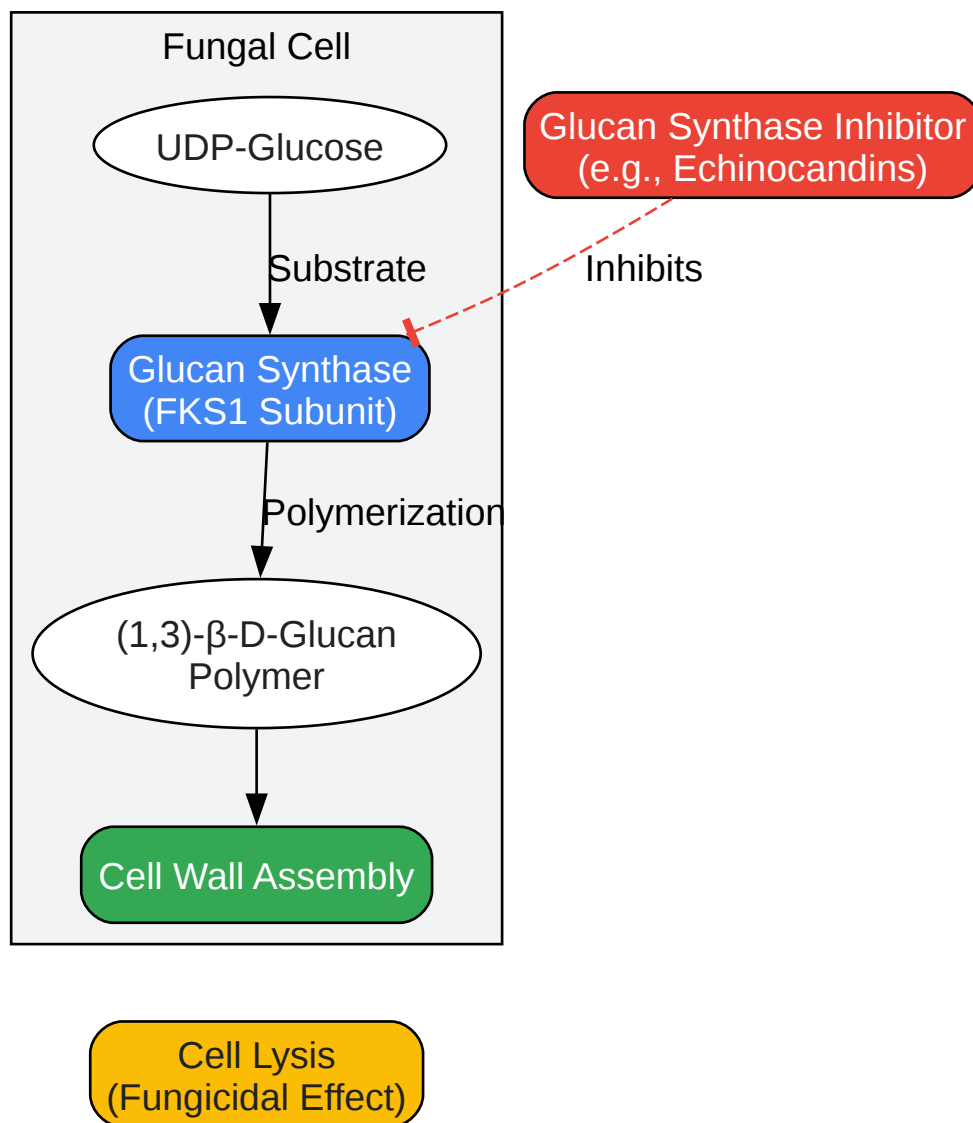 Fungal Cell
UDP-Glucose
Glucan Synthase Inhibitor
(e.g., Echinocandins)
Substrate
Inhibits
Glucan Synthase
(FKS1 Subunit)
Polymerization
(1,3)-β-D-Glucan
Polymer
Cell Wall Assembly
Cell Lysis
(Fungicidal Effect)